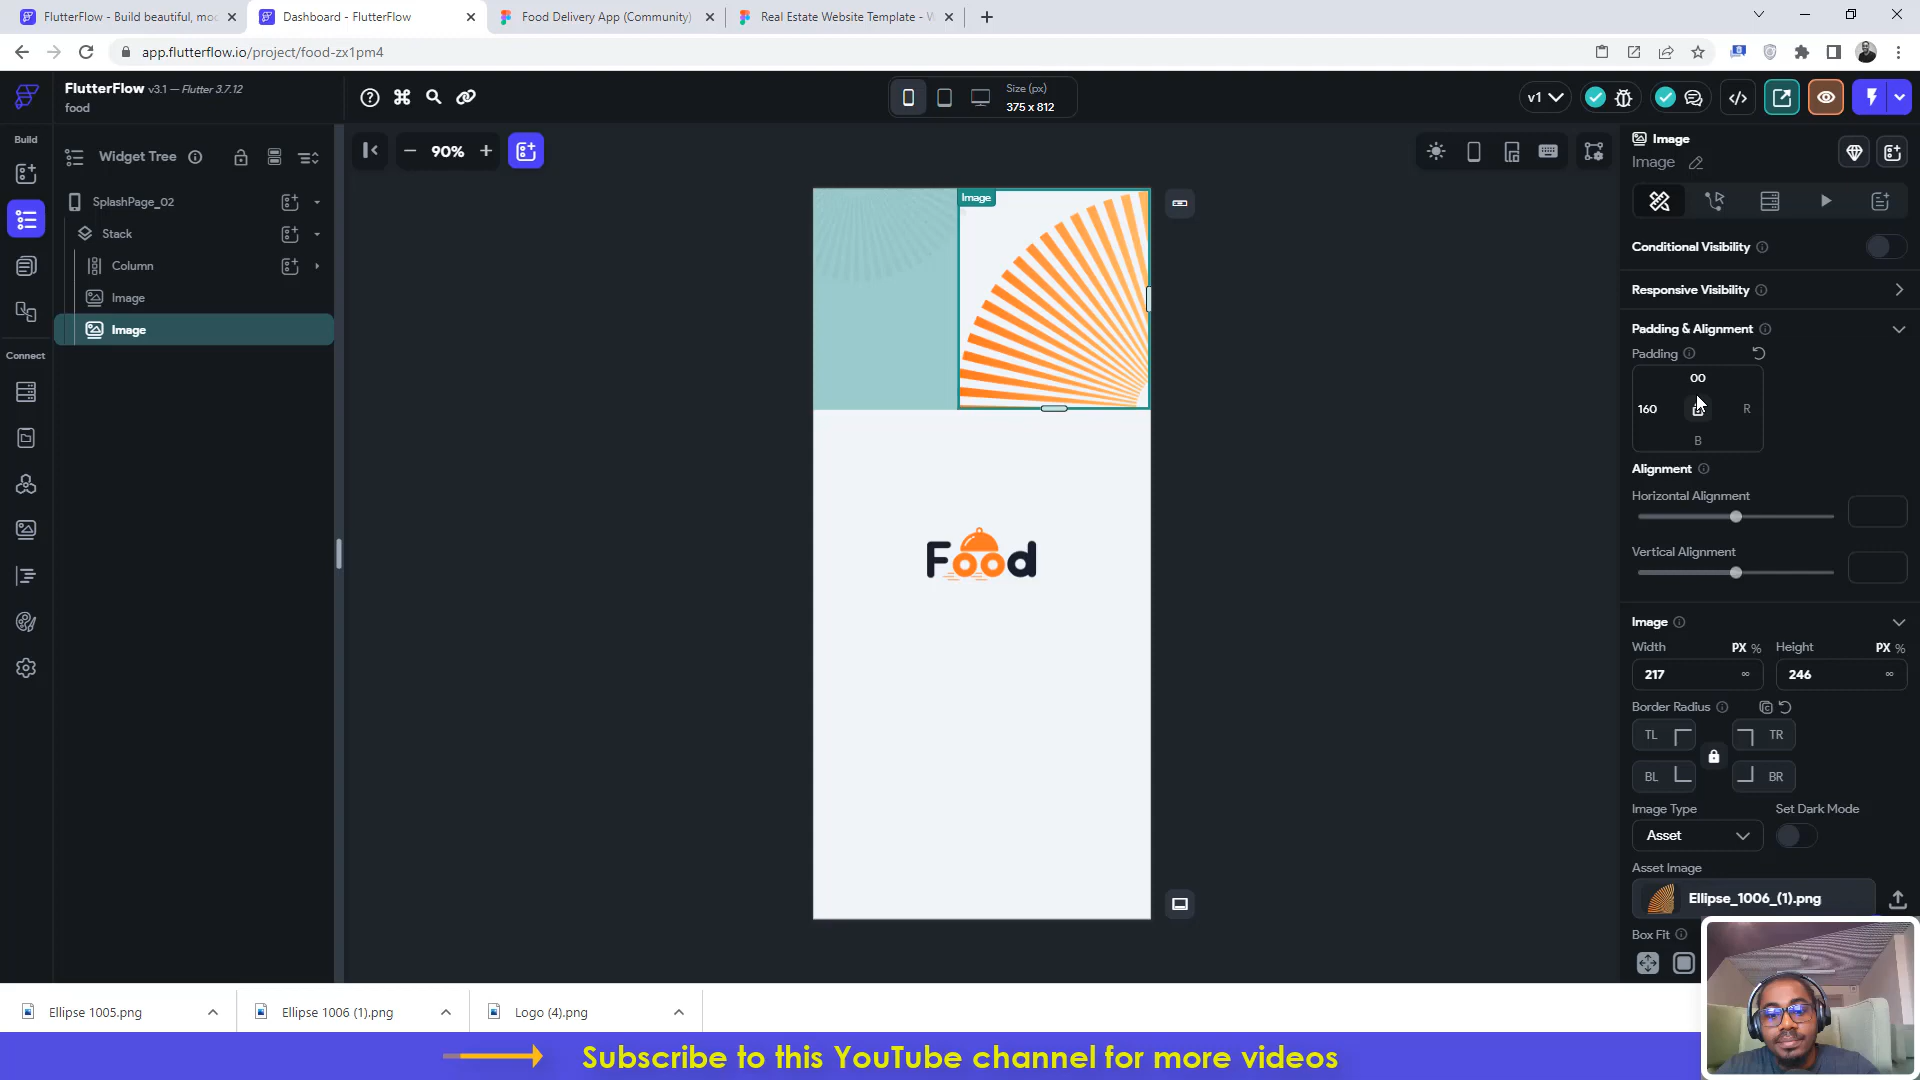 FlutterFlow - Build beautiful, mo
Dashboard - FlutterFlow
Food Delivery App (Community)
Real Estate Website Template - W
app.flutterflow.io/project/food-zx1pm4
FlutterFlow v3.1 — Flutter 3.7.12
food
Size (px)
375 x 812
v1
Build
Widget Tree
90%
SplashPage_02
Stack
Column
Image
Image
Connect
Image
Food
Image
Image
Conditional Visibility
Responsive Visibility
Padding & Alignment
Padding
00
160
R
B
Alignment
Horizontal Alignment
Vertical Alignment
Image
Width PX % Height PX %
217 ∞ 246 ∞
Border Radius
TL TR
BL BR
Image Type Set Dark Mode
Asset
Asset Image
Ellipse_1006_(1).png
Box Fit
Ellipse 1005.png
Ellipse 1006 (1).png
Logo (4).png
Subscribe to this YouTube channel for more videos